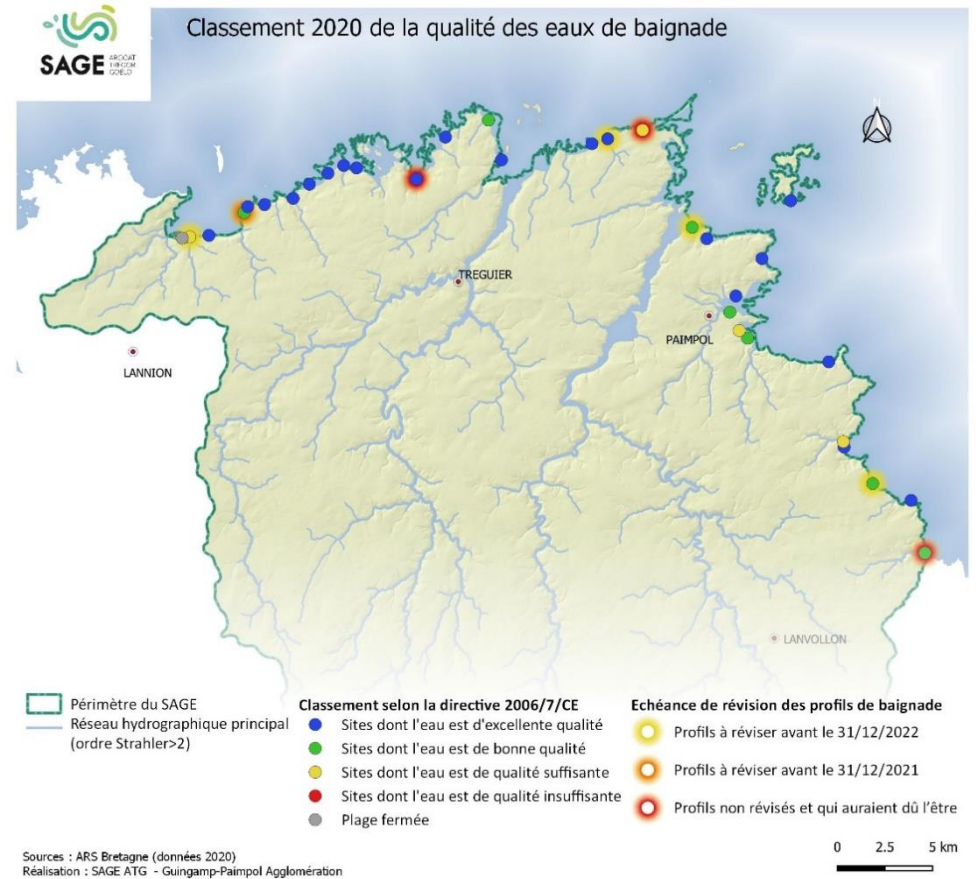 Classement 2020 de la qualité des eaux de baignade
SAGE
ARGOAT
TREGOR
GOELO
N
TREGUIER
PAIMPOL
LANNION
LANVOLLON
Périmètre du SAGE
Réseau hydrographique principal
(ordre Strahler>2)
Classement selon la directive 2006/7/CE
Sites dont l'eau est d'excellente qualité
Sites dont l'eau est de bonne qualité
Sites dont l'eau est de qualité suffisante
Sites dont l'eau est de qualité insuffisante
Plage fermée
Echéance de révision des profils de baignade
Profils à réviser avant le 31/12/2022
Profils à réviser avant le 31/12/2021
Profils non révisés et qui auraient dû l'être
0 2.5 5 km
Sources : ARS Bretagne (données 2020)
Réalisation : SAGE ATG - Guingamp-Paimpol Agglomération